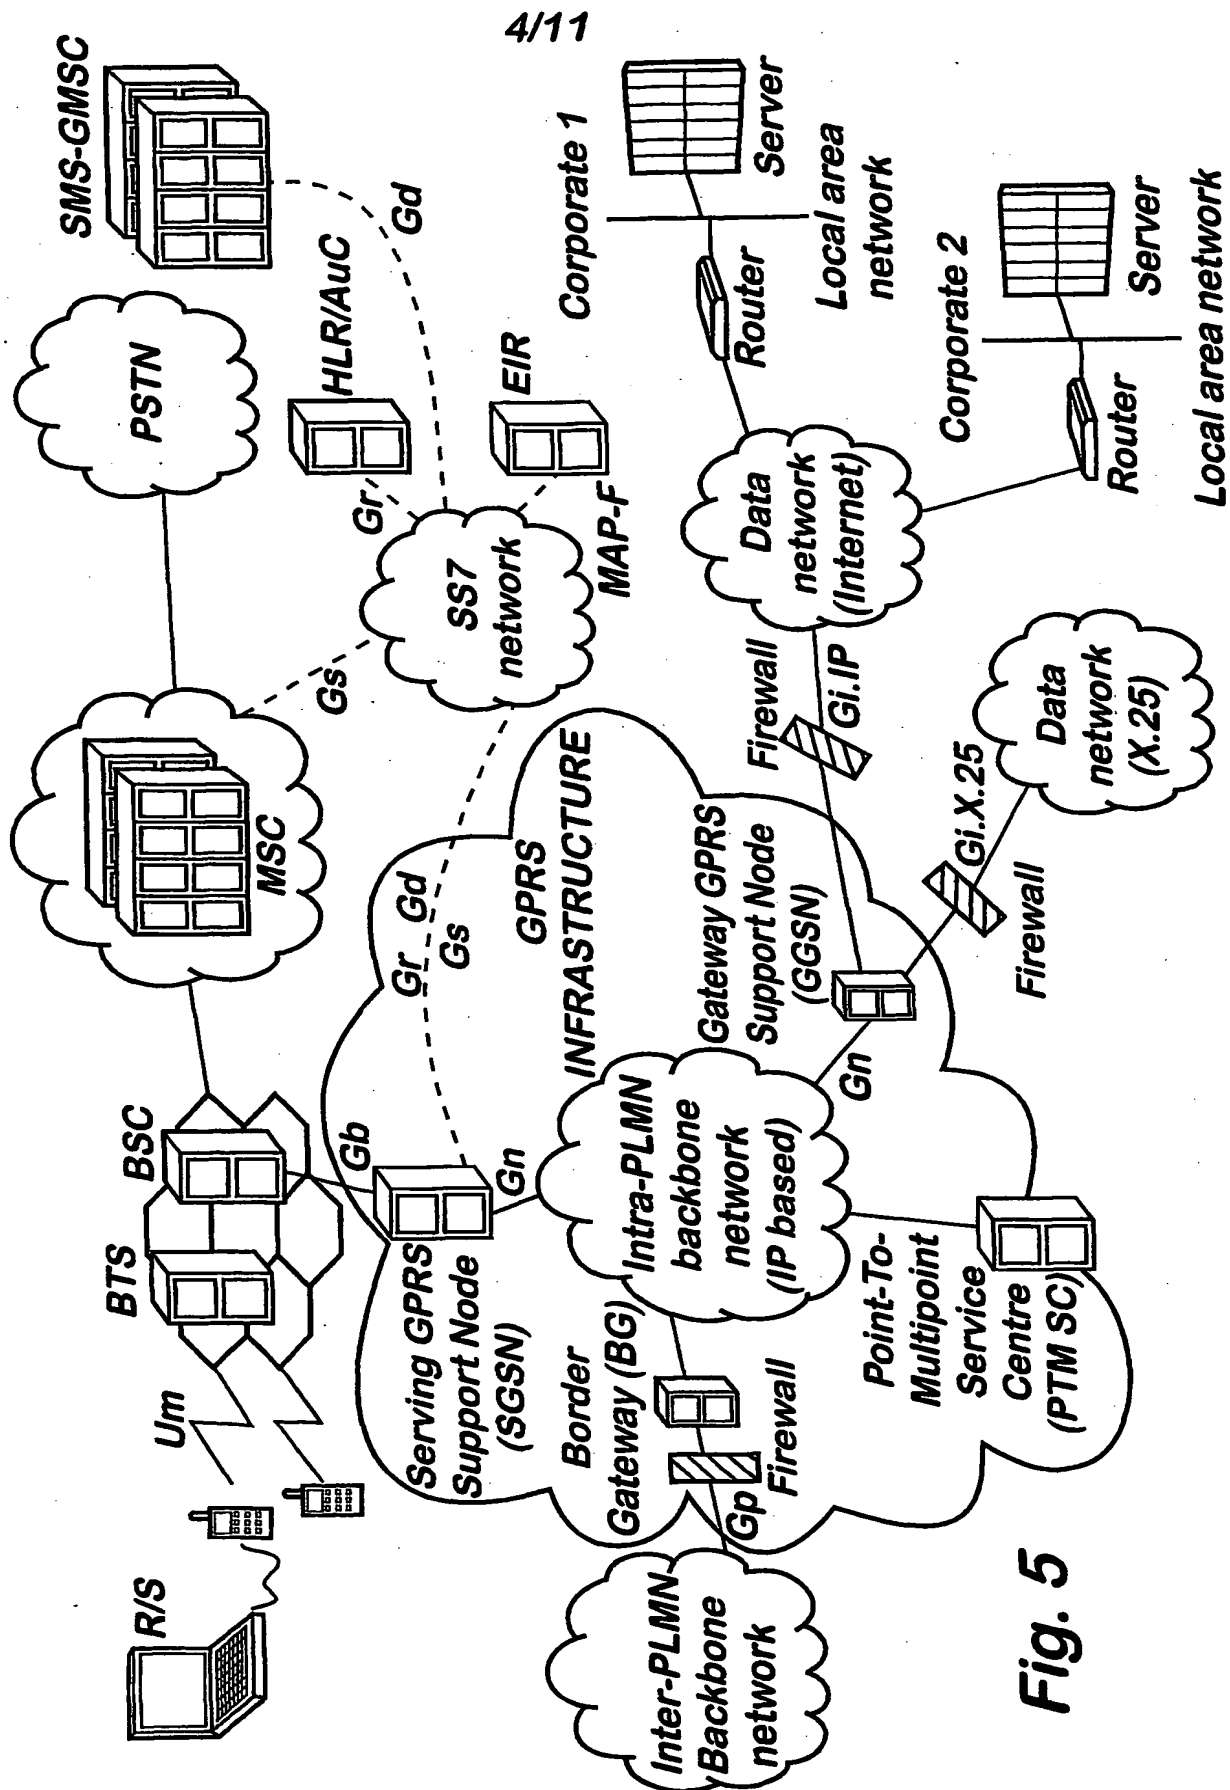 4/11
R/S
Um
BTS
BSC
MSC
PSTN
SMS-GMSC
Gb
Gs
Gr
HLR/AuC
Gd
Gr
Gd
Gs
SS7
network
EIR
MAP-F
Serving GPRS
Support Node
(SGSN)
Gn
GPRS
INFRASTRUCTURE
Corporate 1
Router
Server
Local area
network
Inter-PLMN
Backbone
network
Gp
Firewall
Border
Gateway (BG)
Intra-PLMN
backbone
network
(IP based)
Gn
Gateway GPRS
Support Node
(GGSN)
Firewall
Gi.IP
Data
network
(Internet)
Corporate 2
Router
Server
Local area network
Point-To-
Multipoint
Service
Centre
(PTM SC)
Firewall
Gi.X.25
Data
network
(X.25)
Fig. 5